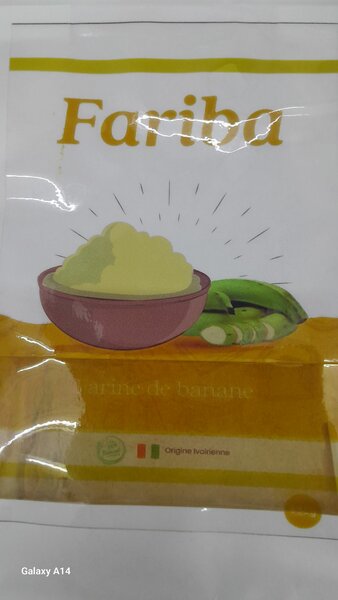 Fariba
Farine de banane
Origine Ivoirienne
Galaxy A14